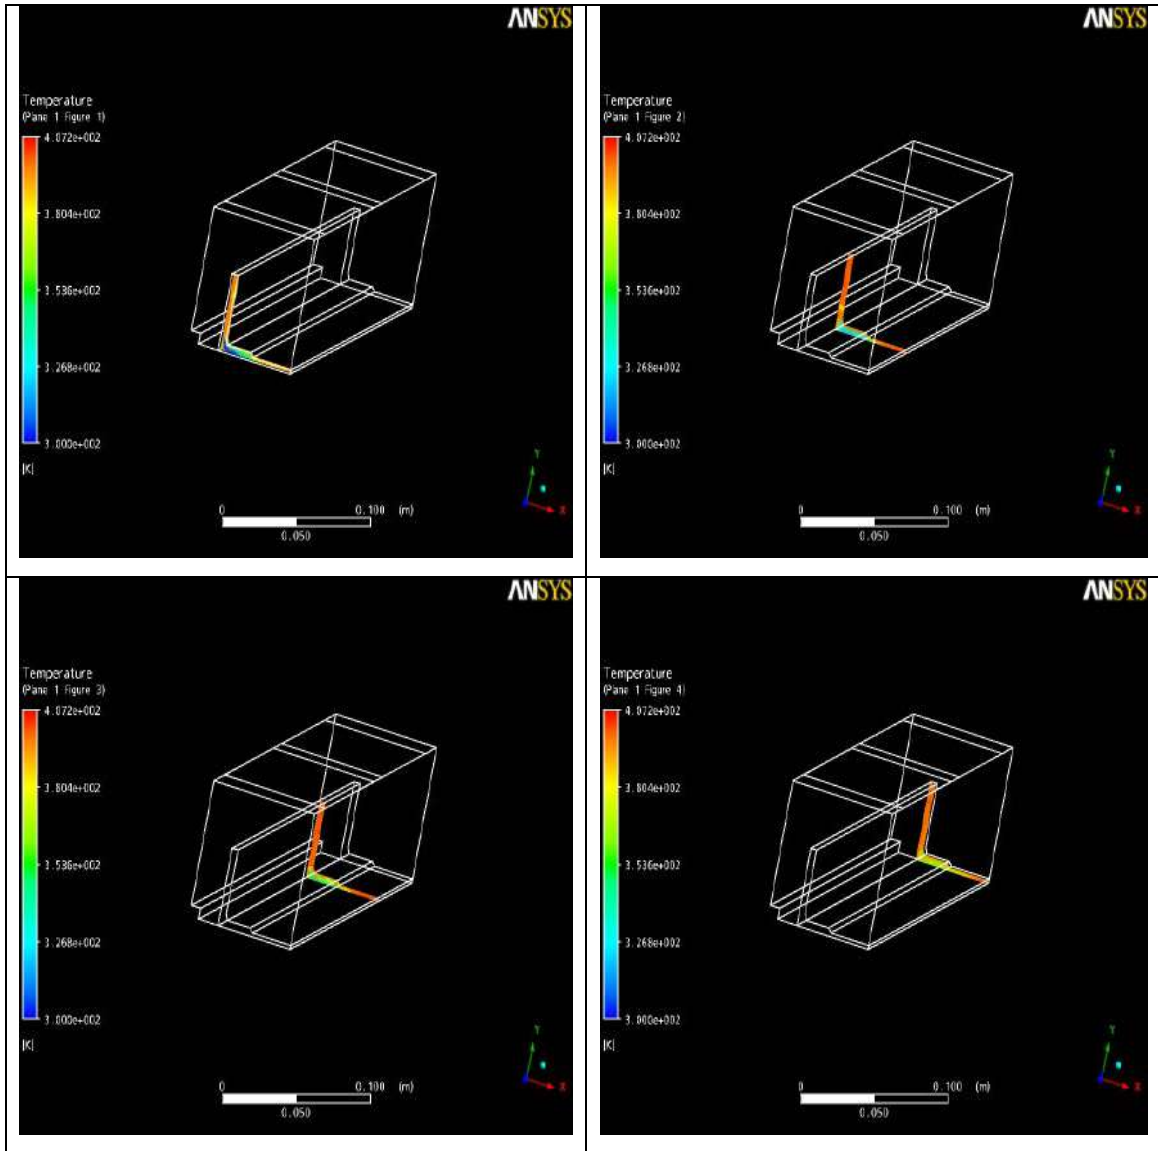 ANSYS
Temperature
(Plane 1 Figure 1)
4.072e+002
3.804e+002
3.536e+002
3.268e+002
3.000e+002
[K]
Y
X
0 0.100 (m)
0.050
ANSYS
Temperature
(Plane 1 Figure 2)
4.072e+002
3.804e+002
3.536e+002
3.268e+002
3.000e+002
[K]
Y
X
0 0.100 (m)
0.050
ANSYS
Temperature
(Plane 1 Figure 3)
4.072e+002
3.804e+002
3.536e+002
3.268e+002
3.000e+002
[K]
Y
X
0 0.100 (m)
0.050
ANSYS
Temperature
(Plane 1 Figure 4)
4.072e+002
3.804e+002
3.536e+002
3.268e+002
3.000e+002
[K]
Y
X
0 0.100 (m)
0.050